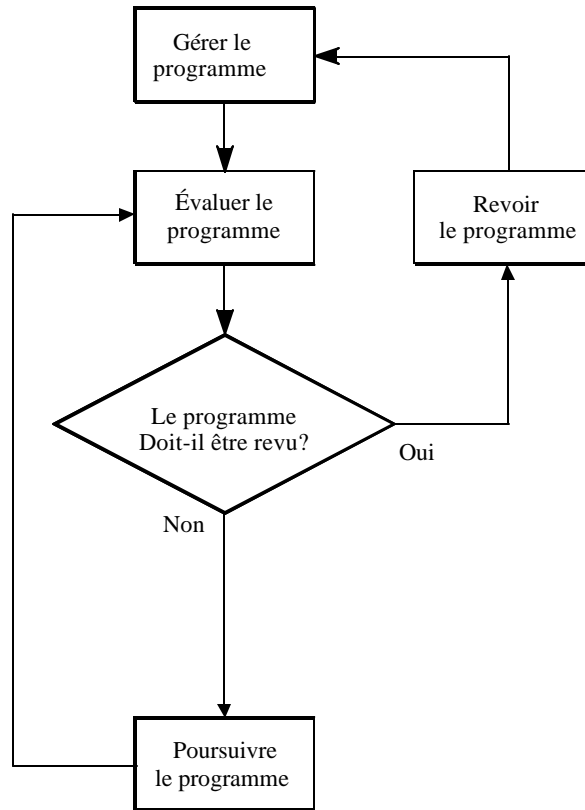 Gérer le
programme
Évaluer le
programme
Revoir
le programme
Le programme
Doit-il être revu?
Oui
Non
Poursuivre
le programme